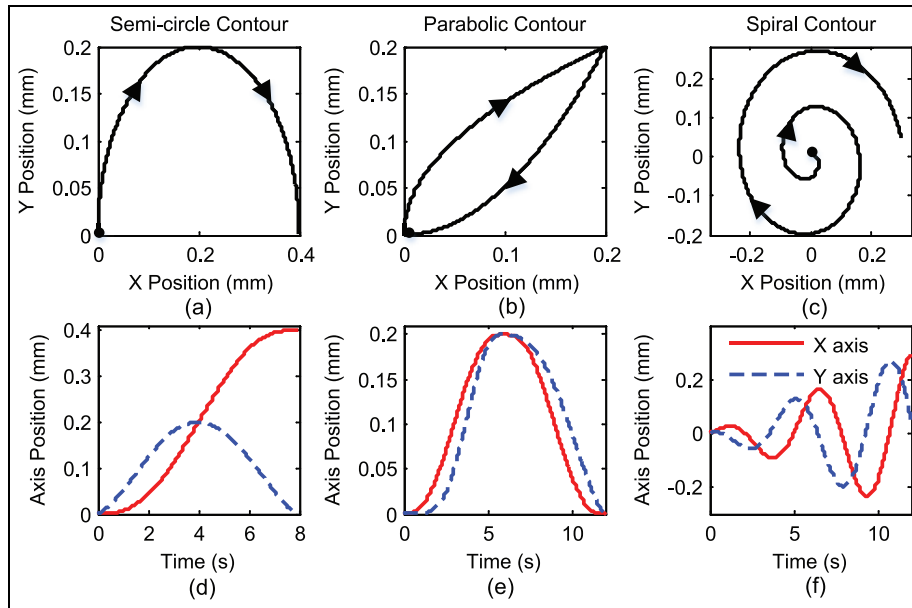 Semi-circle Contour
0.2
0.15
0.1
0.05
0
0 0.2 0.4
Y Position (mm)
X Position (mm)
(a)
Parabolic Contour
0.2
0.15
0.1
0.05
0
0 0.1 0.2
Y Position (mm)
X Position (mm)
(b)
Spiral Contour
0.2
0.1
0
-0.1
-0.2
-0.2 0 0.2
Y Position (mm)
X Position (mm)
(c)
0.4
0.3
0.2
0.1
0
0 2 4 6 8
Axis Position (mm)
Time (s)
(d)
0.2
0.15
0.1
0.05
0
0 5 10
Axis Position (mm)
Time (s)
(e)
0.2
0
-0.2
0 5 10
Axis Position (mm)
X axis
Y axis
Time (s)
(f)